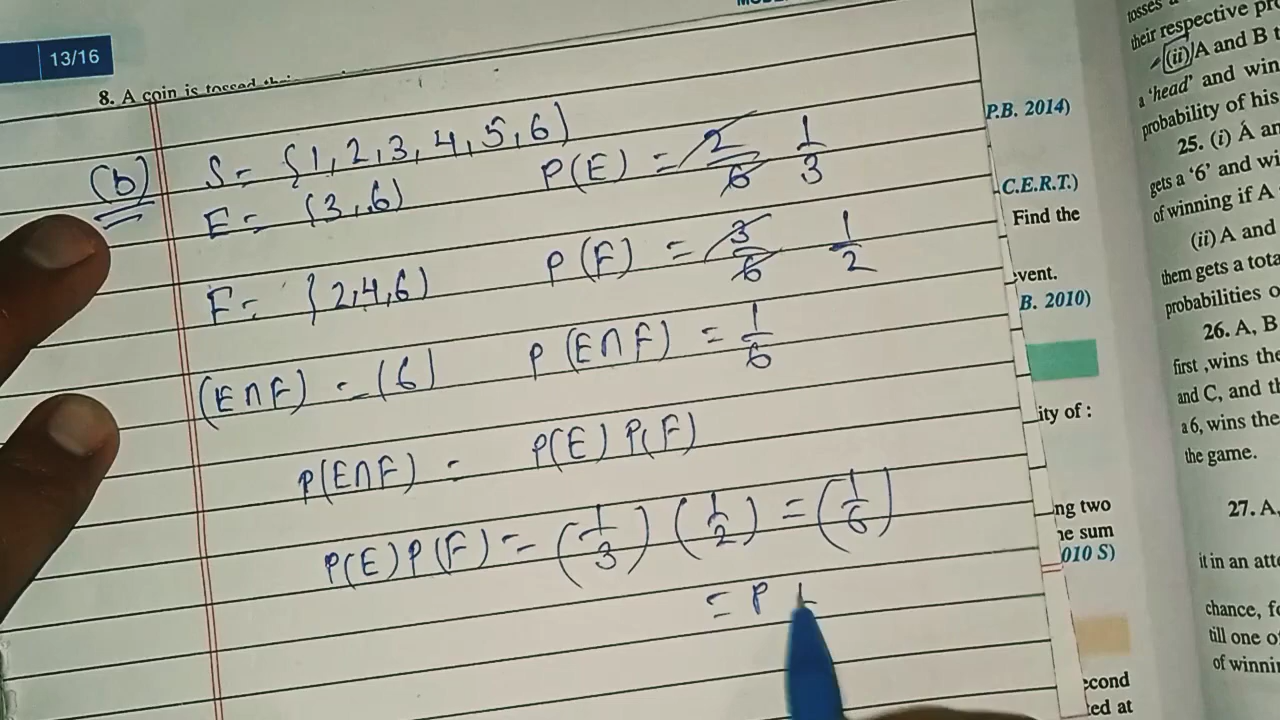 13/16
8. A coin is tossed
(b) S = {1, 2, 3, 4, 5, 6)
E = (3, 6) P(E) = 2/6 1/3
F = {2,4,6) P(F) = 3/6 1/2
(E∩F) = (6) P(E∩F) = 1/6
P(E∩F) = P(E) P(F)
P(E) P(F) = (1/3) (1/2) = (1/6)
= P
P.B. 2014)
C.E.R.T.)
Find the
vent.
B. 2010)
ity of :
ng two
he sum
010 S)
econd
ted at
tosses a
their respective pro
(ii) A and B t
a 'head' and win
probability of his
25. (i) A an
gets a '6' and wi
of winning if A
(ii) A and
them gets a tota
probabilities o
26. A, B
first ,wins the
and C, and th
a 6, wins the
the game.
27. A,
it in an atte
chance, fo
till one o
of winni